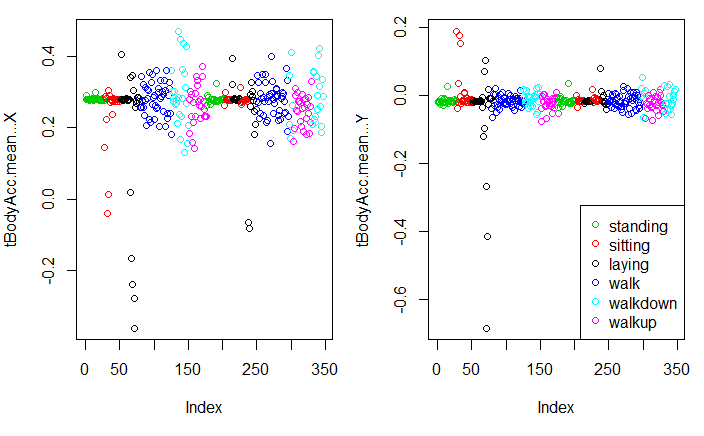 tBodyAcc.mean...X
0.4
0.2
0.0
-0.2
0 50 150 250 350
Index
tBodyAcc.mean...Y
0.2
0.0
-0.2
-0.4
-0.6
0 50 150 250 350
Index
standing
sitting
laying
walk
walkdown
walkup